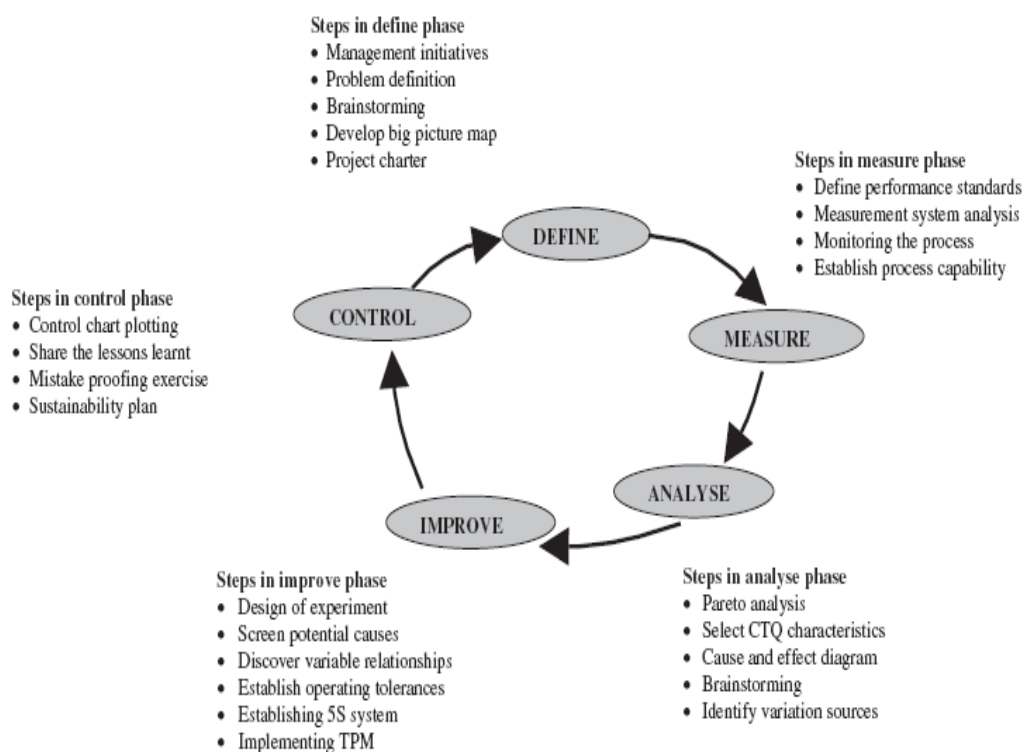 Steps in define phase
• Management initiatives
• Problem definition
• Brainstorming
• Develop big picture map
• Project charter
Steps in measure phase
• Define performance standards
• Measurement system analysis
• Monitoring the process
• Establish process capability
DEFINE
CONTROL
MEASURE
Steps in control phase
• Control chart plotting
• Share the lessons learnt
• Mistake proofing exercise
• Sustainability plan
ANALYSE
IMPROVE
Steps in improve phase
• Design of experiment
• Screen potential causes
• Discover variable relationships
• Establish operating tolerances
• Establishing 5S system
• Implementing TPM
Steps in analyse phase
• Pareto analysis
• Select CTQ characteristics
• Cause and effect diagram
• Brainstorming
• Identify variation sources